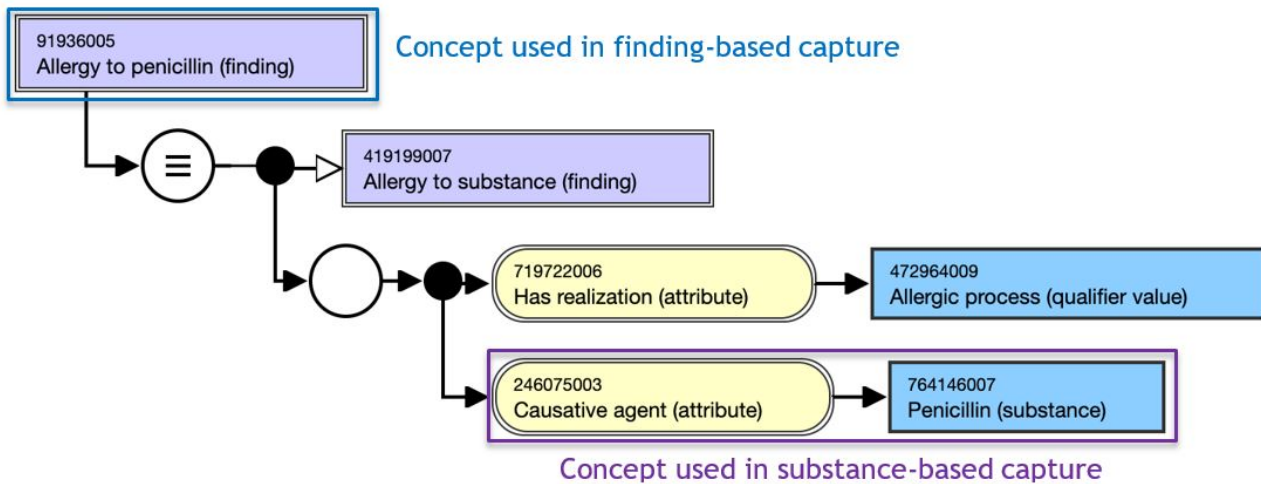 91936005
Allergy to penicillin (finding)
Concept used in finding-based capture
419199007
Allergy to substance (finding)
719722006
Has realization (attribute)
472964009
Allergic process (qualifier value)
246075003
Causative agent (attribute)
764146007
Penicillin (substance)
Concept used in substance-based capture